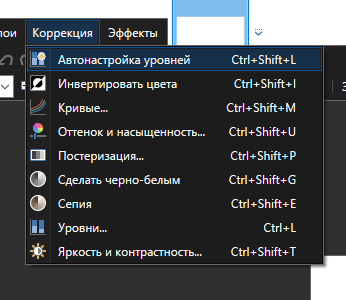 лои Коррекция Эффекты
Автонастройка уровней Ctrl+Shift+L
Инвертировать цвета Ctrl+Shift+I
Кривые... Ctrl+Shift+M
Оттенок и насыщенность... Ctrl+Shift+U
Постеризация... Ctrl+Shift+P
Сделать черно-белым Ctrl+Shift+G
Сепия Ctrl+Shift+E
Уровни... Ctrl+L
Яркость и контрастность... Ctrl+Shift+T